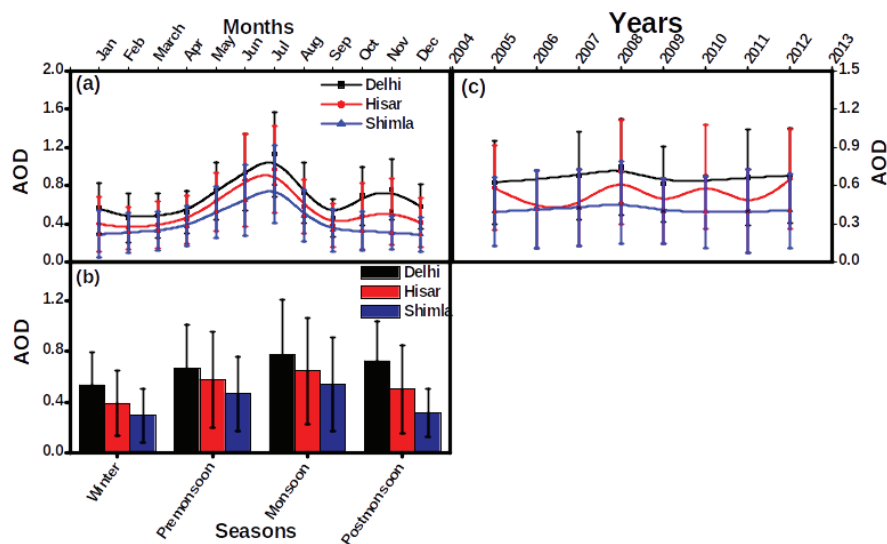 Months
Years
Jan Feb March Apr May Jun Jul Aug Sep Oct Nov Dec
2004 2005 2006 2007 2008 2009 2010 2011 2012 2013
(a)
Delhi
Hisar
Shimla
AOD
2.0
1.6
1.2
0.8
0.4
0.0
(c)
1.5
1.2
0.9
0.6
0.3
0.0
AOD
(b)
Delhi
Hisar
Shimla
AOD
1.2
0.8
0.4
0.0
Winter Premonsoon Monsoon Postmonsoon
Seasons